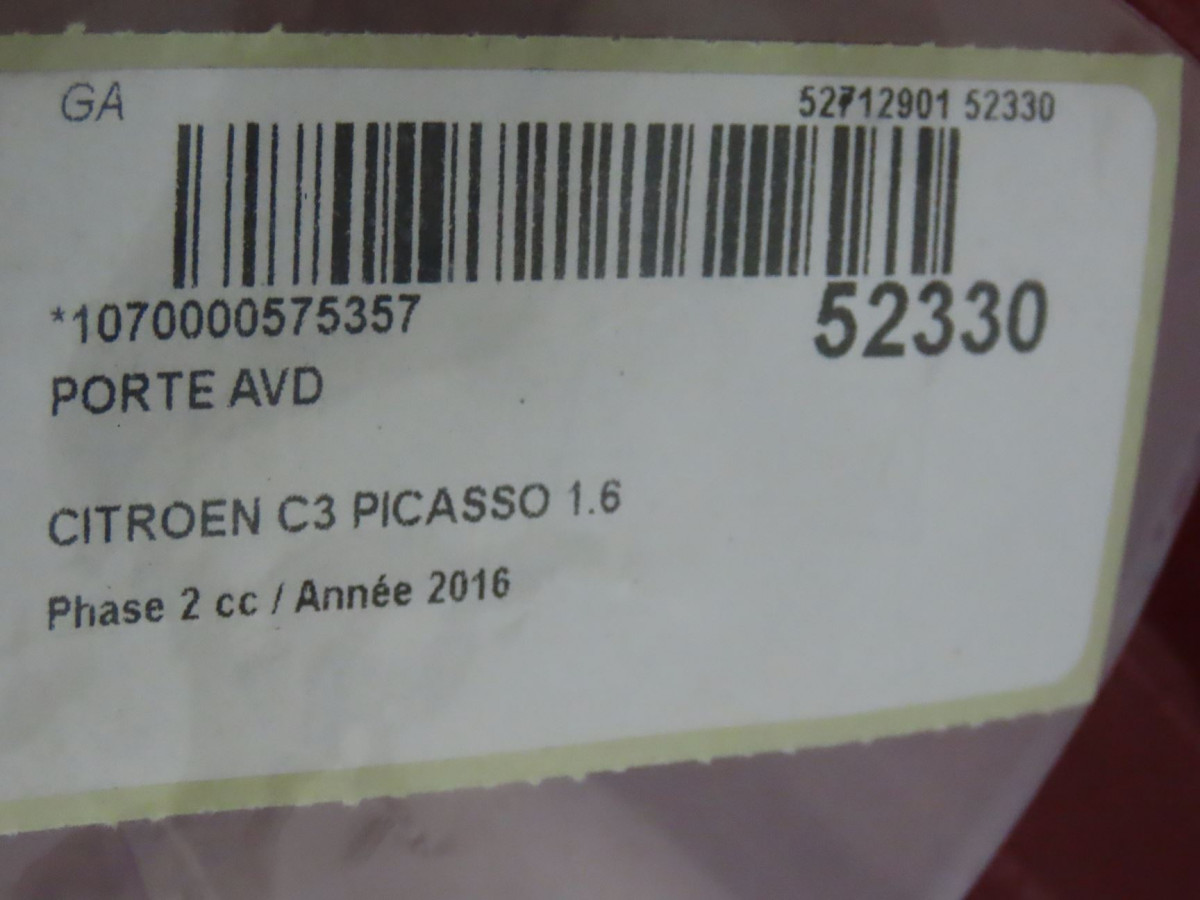 GA
52712901 52330
*1070000575357
52330
PORTE AVD
CITROEN C3 PICASSO 1.6
Phase 2 cc / Année 2016